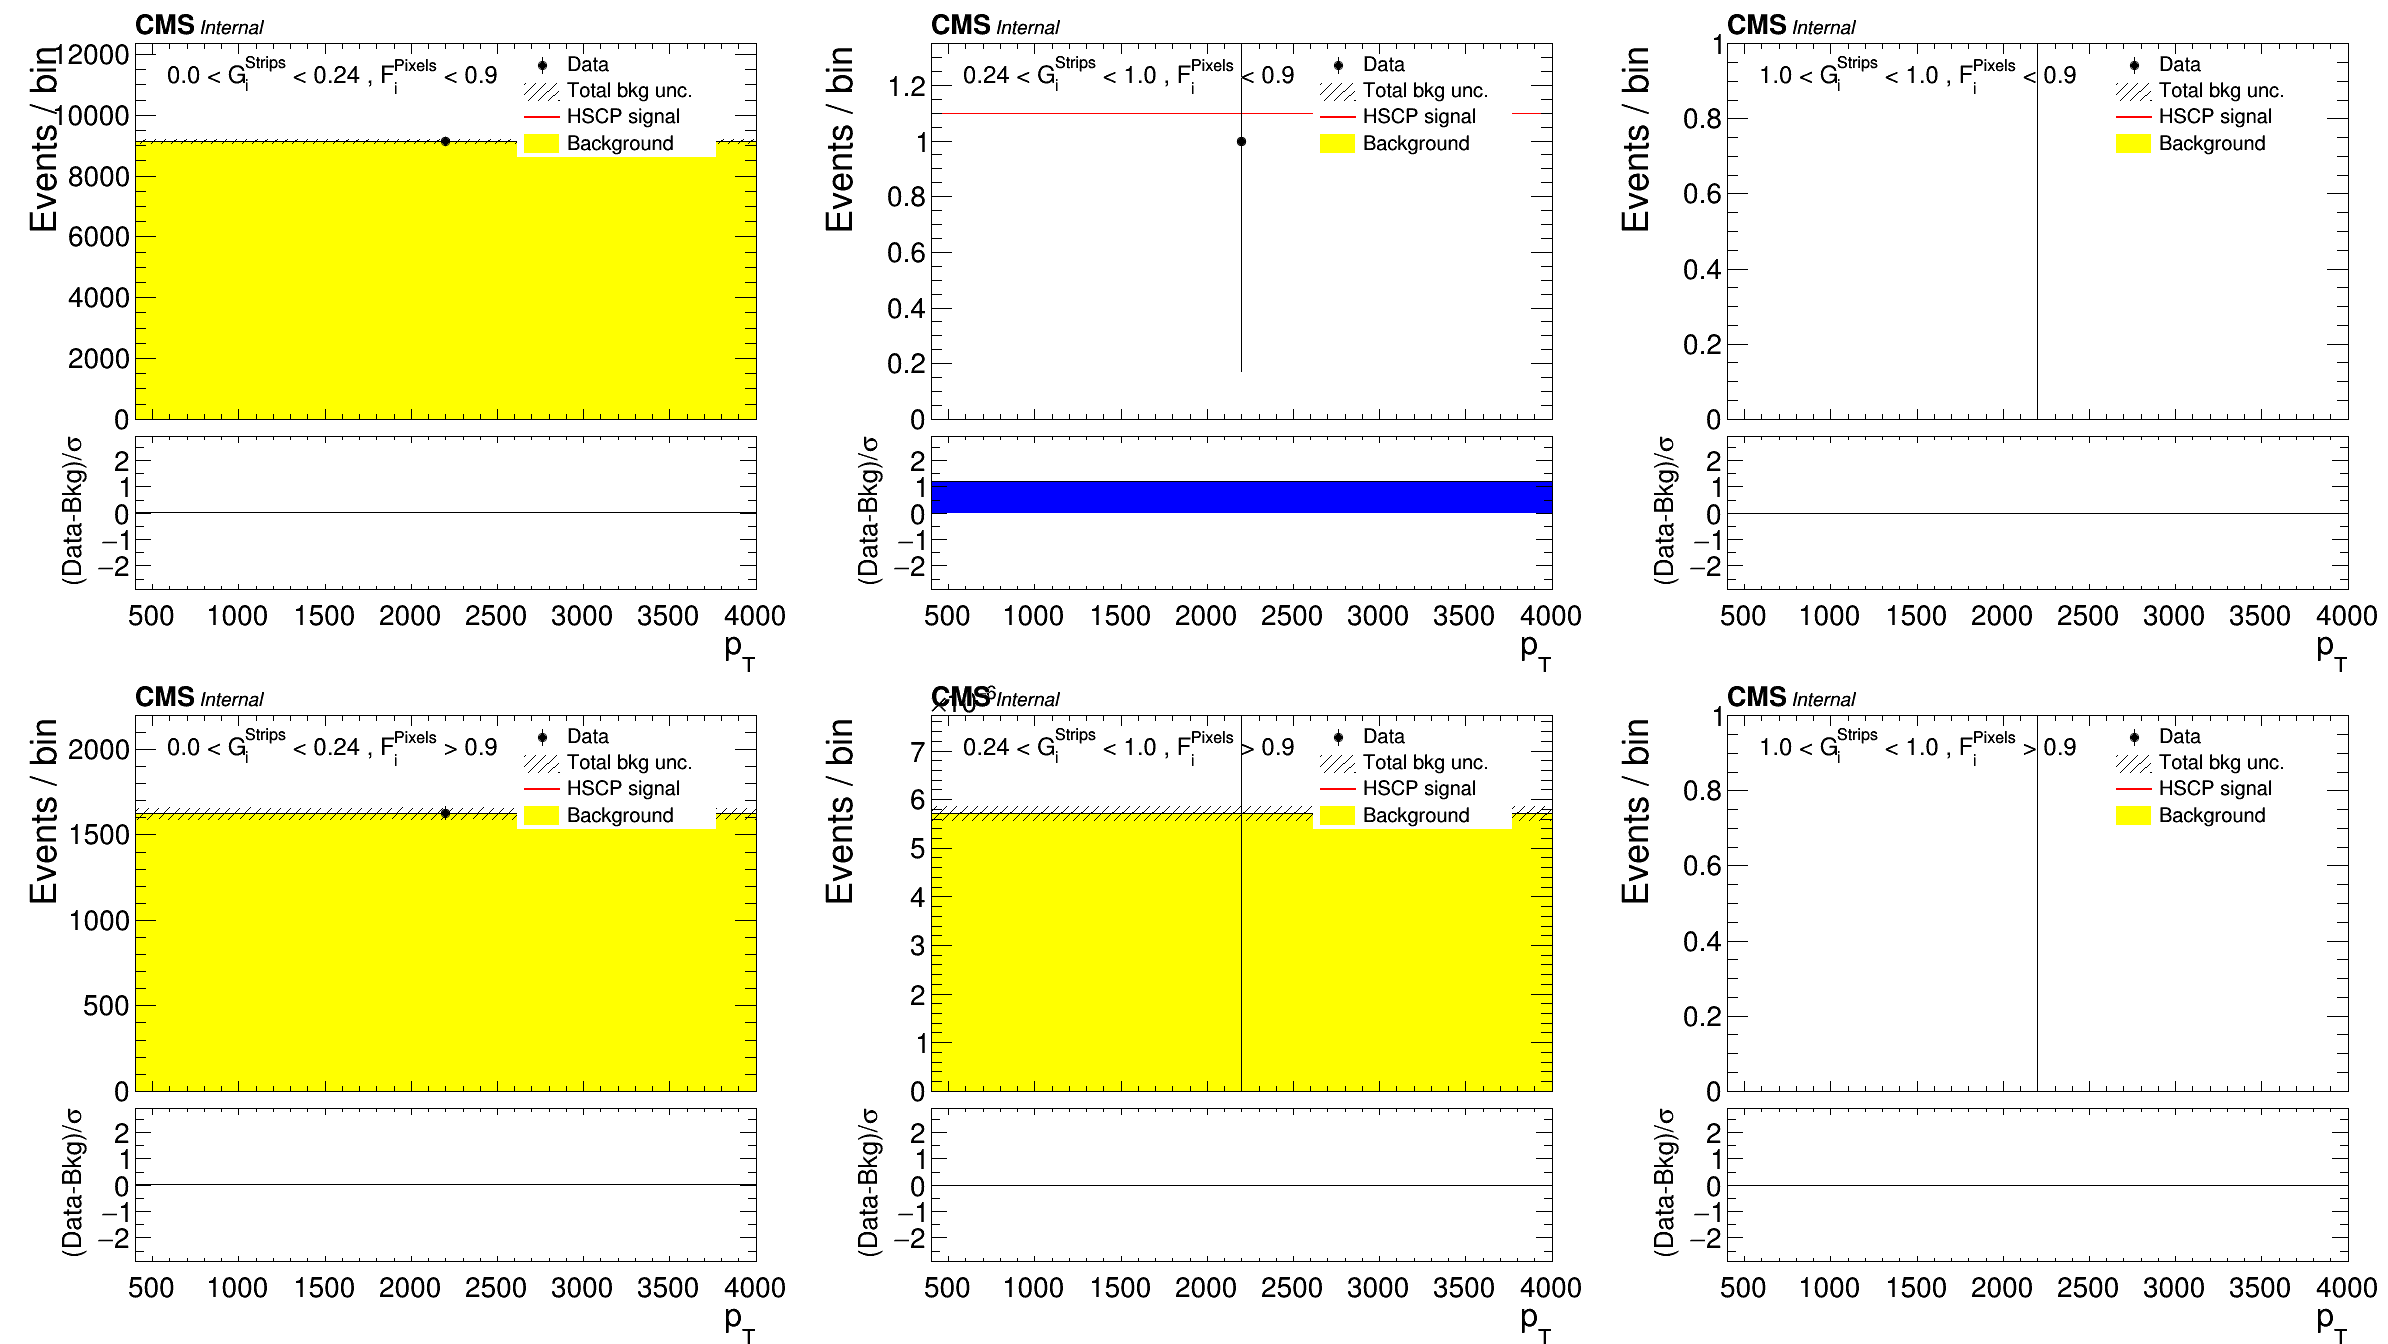 CMS Internal
Events / bin
0.0 < G_i^Strips < 0.24 , F_i^Pixels < 0.9
Data
Total bkg unc.
HSCP signal
Background
12000
10000
8000
6000
4000
2000
0
(Data-Bkg)/σ
2
1
0
−1
−2
500 1000 1500 2000 2500 3000 3500 4000
p_T
CMS Internal
Events / bin
0.24 < G_i^Strips < 1.0 , F_i^Pixels < 0.9
Data
Total bkg unc.
HSCP signal
Background
1.2
1
0.8
0.6
0.4
0.2
0
(Data-Bkg)/σ
2
1
0
−1
−2
500 1000 1500 2000 2500 3000 3500 4000
p_T
CMS Internal
Events / bin
1.0 < G_i^Strips < 1.0 , F_i^Pixels < 0.9
Data
Total bkg unc.
HSCP signal
Background
1
0.8
0.6
0.4
0.2
0
(Data-Bkg)/σ
2
1
0
−1
−2
500 1000 1500 2000 2500 3000 3500 4000
p_T
CMS Internal
Events / bin
0.0 < G_i^Strips < 0.24 , F_i^Pixels > 0.9
Data
Total bkg unc.
HSCP signal
Background
2000
1500
1000
500
0
(Data-Bkg)/σ
2
1
0
−1
−2
500 1000 1500 2000 2500 3000 3500 4000
p_T
CMS Internal
×10^−6
Events / bin
0.24 < G_i^Strips < 1.0 , F_i^Pixels > 0.9
Data
Total bkg unc.
HSCP signal
Background
7
6
5
4
3
2
1
0
(Data-Bkg)/σ
2
1
0
−1
−2
500 1000 1500 2000 2500 3000 3500 4000
p_T
CMS Internal
Events / bin
1.0 < G_i^Strips < 1.0 , F_i^Pixels > 0.9
Data
Total bkg unc.
HSCP signal
Background
1
0.8
0.6
0.4
0.2
0
(Data-Bkg)/σ
2
1
0
−1
−2
500 1000 1500 2000 2500 3000 3500 4000
p_T